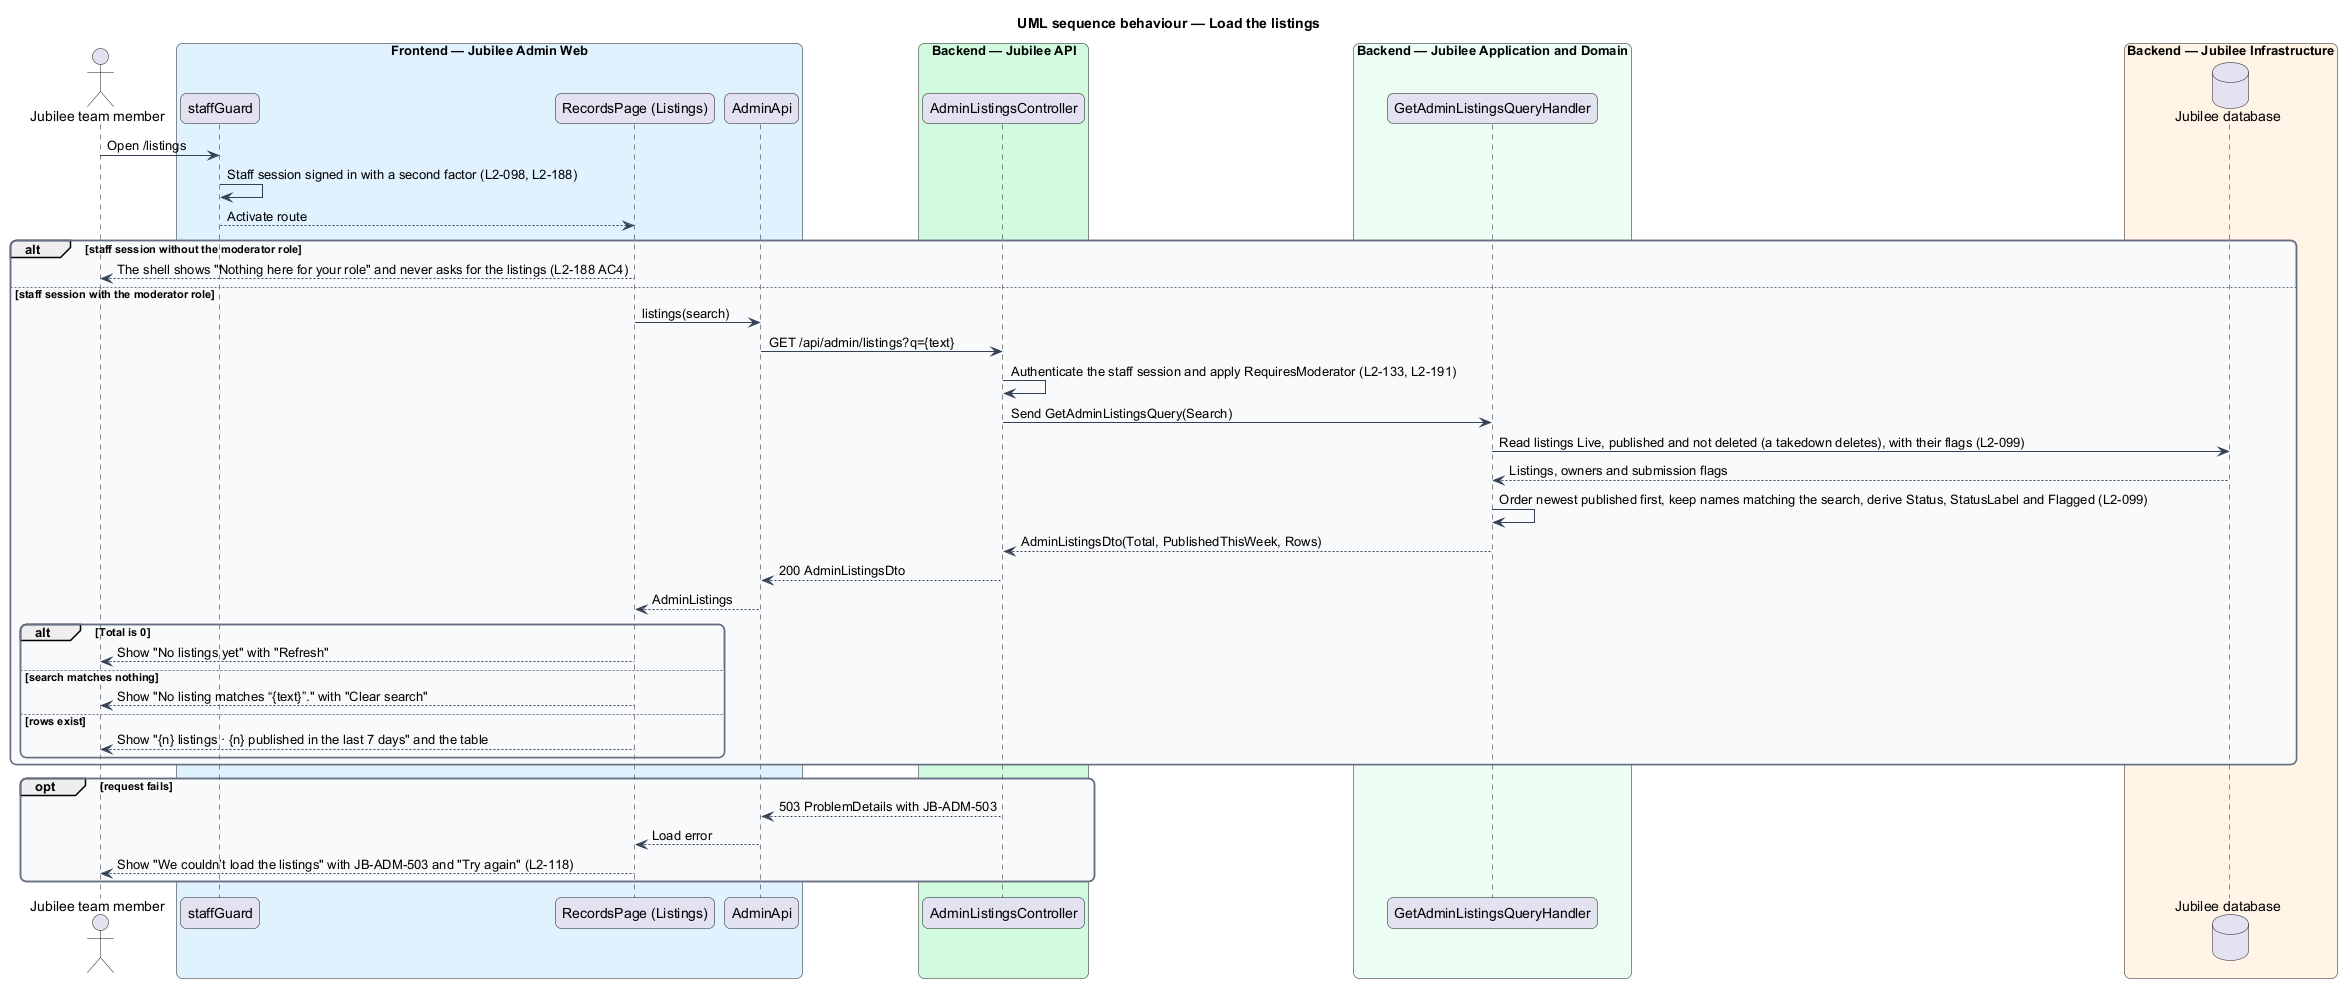 UML sequence behaviour — Load the listings
Frontend — Jubilee Admin Web
Backend — Jubilee API
Backend — Jubilee Application and Domain
Backend — Jubilee Infrastructure
Jubilee team member
staffGuard
RecordsPage (Listings)
AdminApi
AdminListingsController
GetAdminListingsQueryHandler
Jubilee database
Open /listings
Staff session signed in with a second factor (L2-098, L2-188)
Activate route
alt
[staff session without the moderator role]
The shell shows "Nothing here for your role" and never asks for the listings (L2-188 AC4)
[staff session with the moderator role]
listings(search)
GET /api/admin/listings?q={text}
Authenticate the staff session and apply RequiresModerator (L2-133, L2-191)
Send GetAdminListingsQuery(Search)
Read listings Live, published and not deleted (a takedown deletes), with their flags (L2-099)
Listings, owners and submission flags
Order newest published first, keep names matching the search, derive Status, StatusLabel and Flagged (L2-099)
AdminListingsDto(Total, PublishedThisWeek, Rows)
200 AdminListingsDto
AdminListings
alt
[Total is 0]
Show "No listings yet" with "Refresh"
[search matches nothing]
Show "No listing matches “{text}”." with "Clear search"
[rows exist]
Show "{n} listings · {n} published in the last 7 days" and the table
opt
[request fails]
503 ProblemDetails with JB-ADM-503
Load error
Show "We couldn't load the listings" with JB-ADM-503 and "Try again" (L2-118)
Jubilee team member
staffGuard
RecordsPage (Listings)
AdminApi
AdminListingsController
GetAdminListingsQueryHandler
Jubilee database